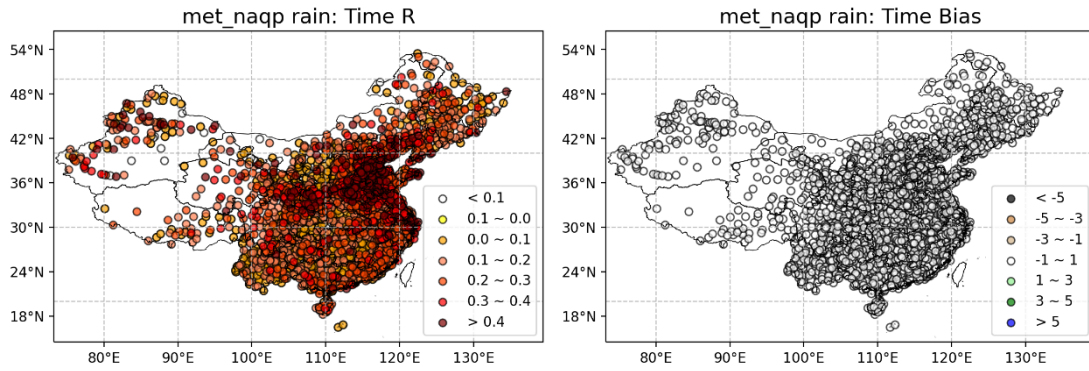 met_naqp rain: Time R
54°N
48°N
42°N
36°N
30°N
24°N
18°N
80°E 90°E 100°E 110°E 120°E 130°E
< 0.1
0.1 ~ 0.0
0.0 ~ 0.1
0.1 ~ 0.2
0.2 ~ 0.3
0.3 ~ 0.4
> 0.4
met_naqp rain: Time Bias
54°N
48°N
42°N
36°N
30°N
24°N
18°N
80°E 90°E 100°E 110°E 120°E 130°E
< -5
-5 ~ -3
-3 ~ -1
-1 ~ 1
1 ~ 3
3 ~ 5
> 5